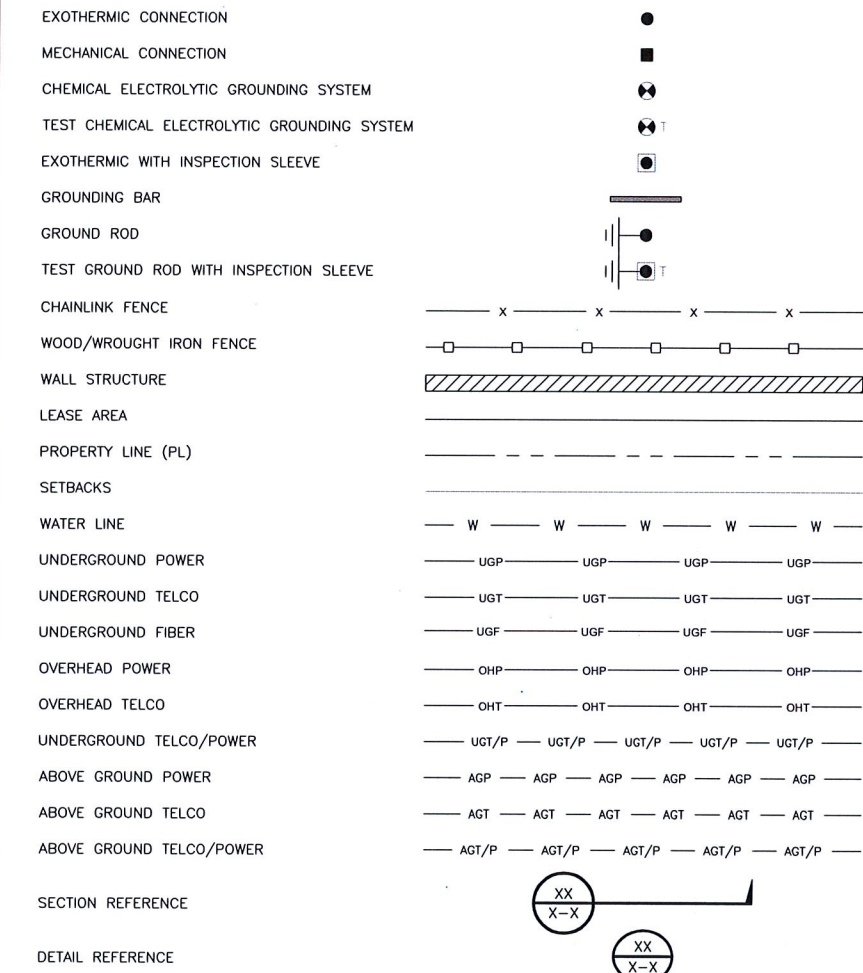 EXOTHERMIC CONNECTION
MECHANICAL CONNECTION
CHEMICAL ELECTROLYTIC GROUNDING SYSTEM
TEST CHEMICAL ELECTROLYTIC GROUNDING SYSTEM T
EXOTHERMIC WITH INSPECTION SLEEVE
GROUNDING BAR
GROUND ROD
TEST GROUND ROD WITH INSPECTION SLEEVE T
CHAINLINK FENCE X X X X
WOOD/WROUGHT IRON FENCE
WALL STRUCTURE
LEASE AREA
PROPERTY LINE (PL)
SETBACKS
WATER LINE W W W W W
UNDERGROUND POWER UGP UGP UGP UGP
UNDERGROUND TELCO UGT UGT UGT UGT
UNDERGROUND FIBER UGF UGF UGF UGF
OVERHEAD POWER OHP OHP OHP OHP
OVERHEAD TELCO OHT OHT OHT OHT
UNDERGROUND TELCO/POWER UGT/P UGT/P UGT/P UGT/P UGT/P
ABOVE GROUND POWER AGP AGP AGP AGP AGP AGP
ABOVE GROUND TELCO AGT AGT AGT AGT AGT AGT
ABOVE GROUND TELCO/POWER AGT/P AGT/P AGT/P AGT/P AGT/P
SECTION REFERENCE XX
X-X
DETAIL REFERENCE XX
X-X